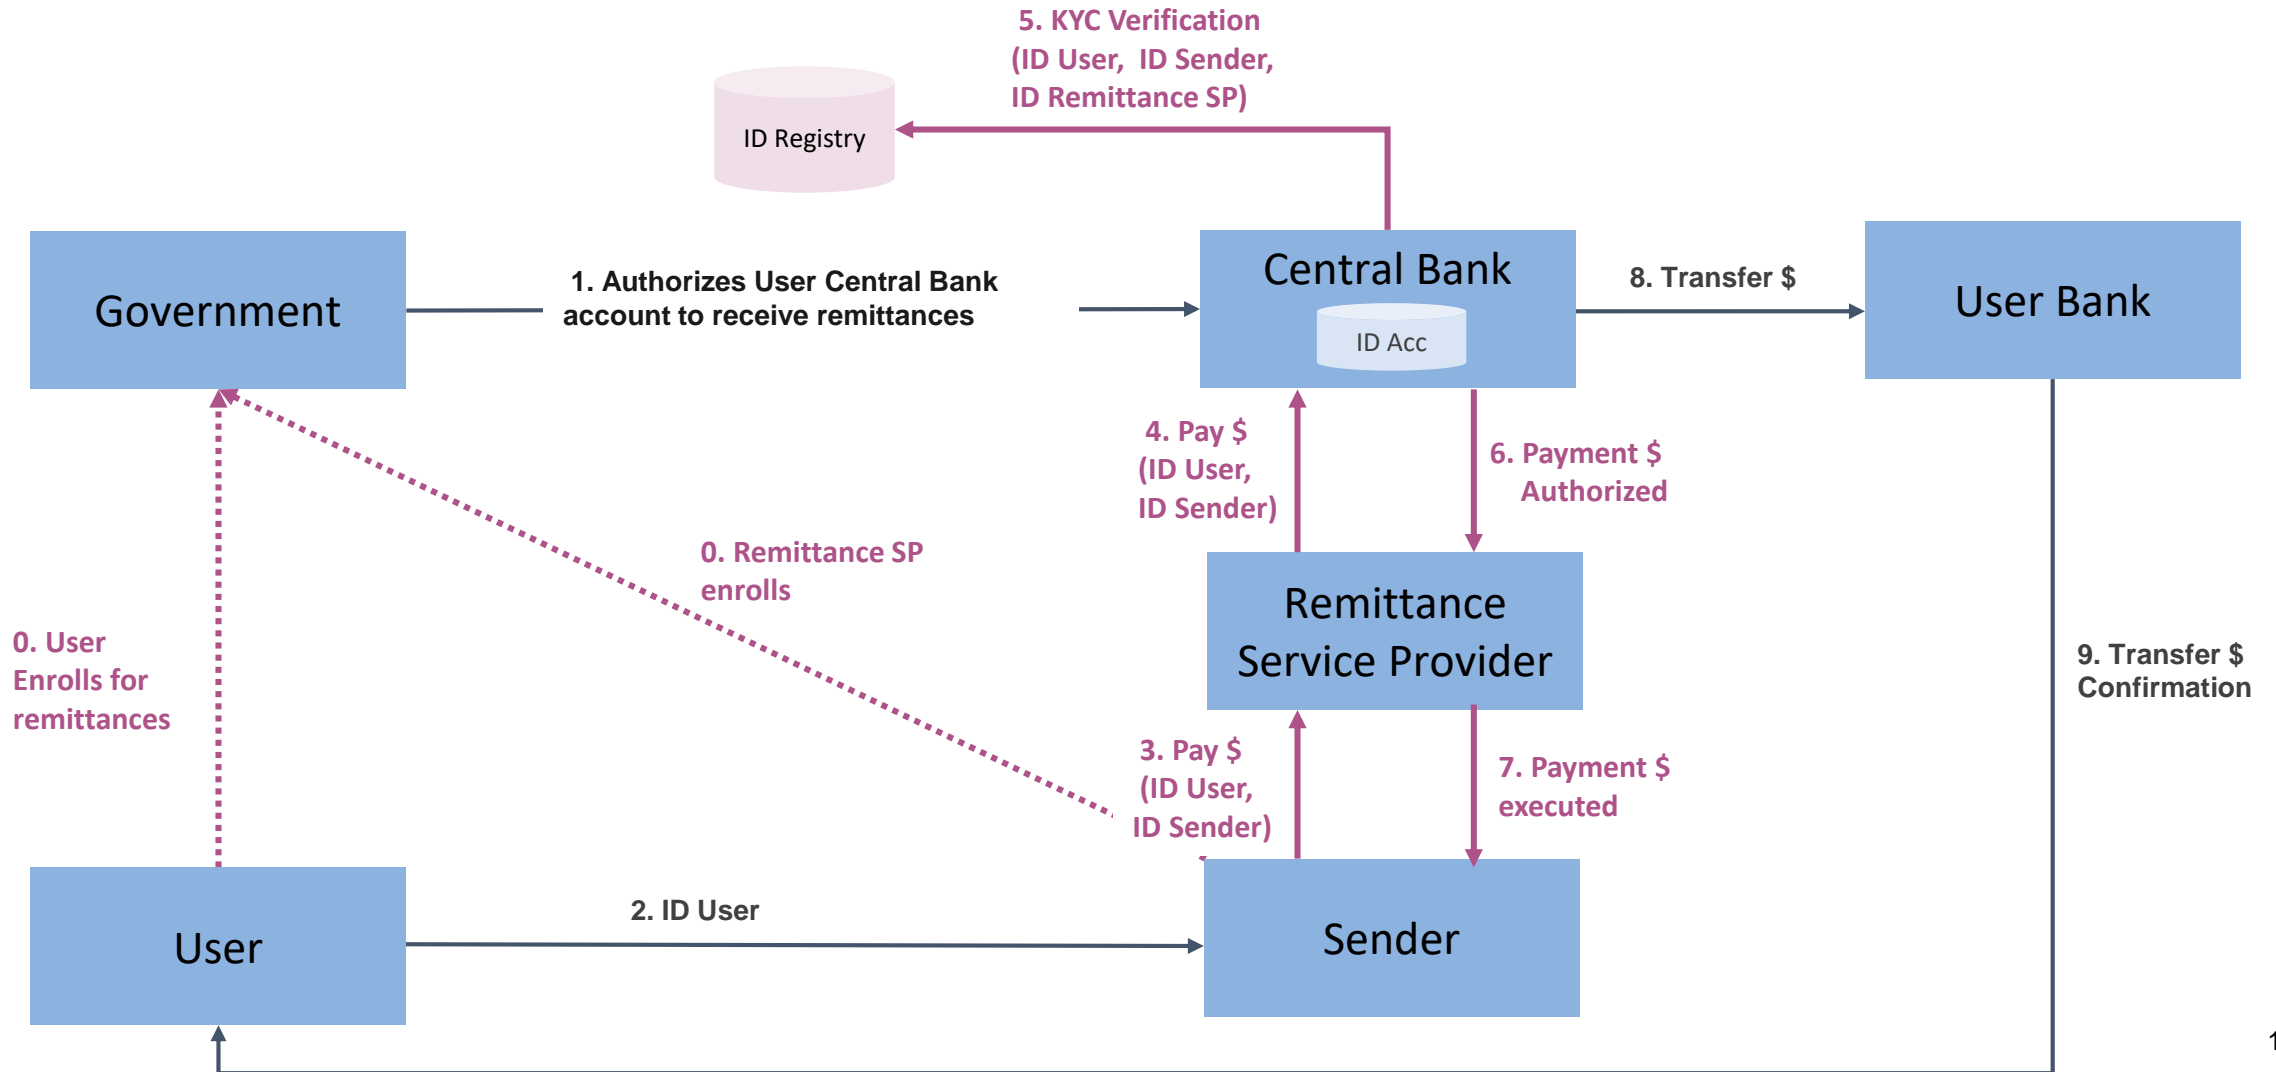 5. KYC Verification
(ID User, ID Sender,
ID Remittance SP)
ID Registry
Government
1. Authorizes User Central Bank
account to receive remittances
Central Bank
ID Acc
8. Transfer $
User Bank
4. Pay $
(ID User,
ID Sender)
6. Payment $
Authorized
0. Remittance SP
enrolls
Remittance
Service Provider
0. User
Enrolls for
remittances
9. Transfer $
Confirmation
3. Pay $
(ID User,
ID Sender)
7. Payment $
executed
User
2. ID User
Sender
1